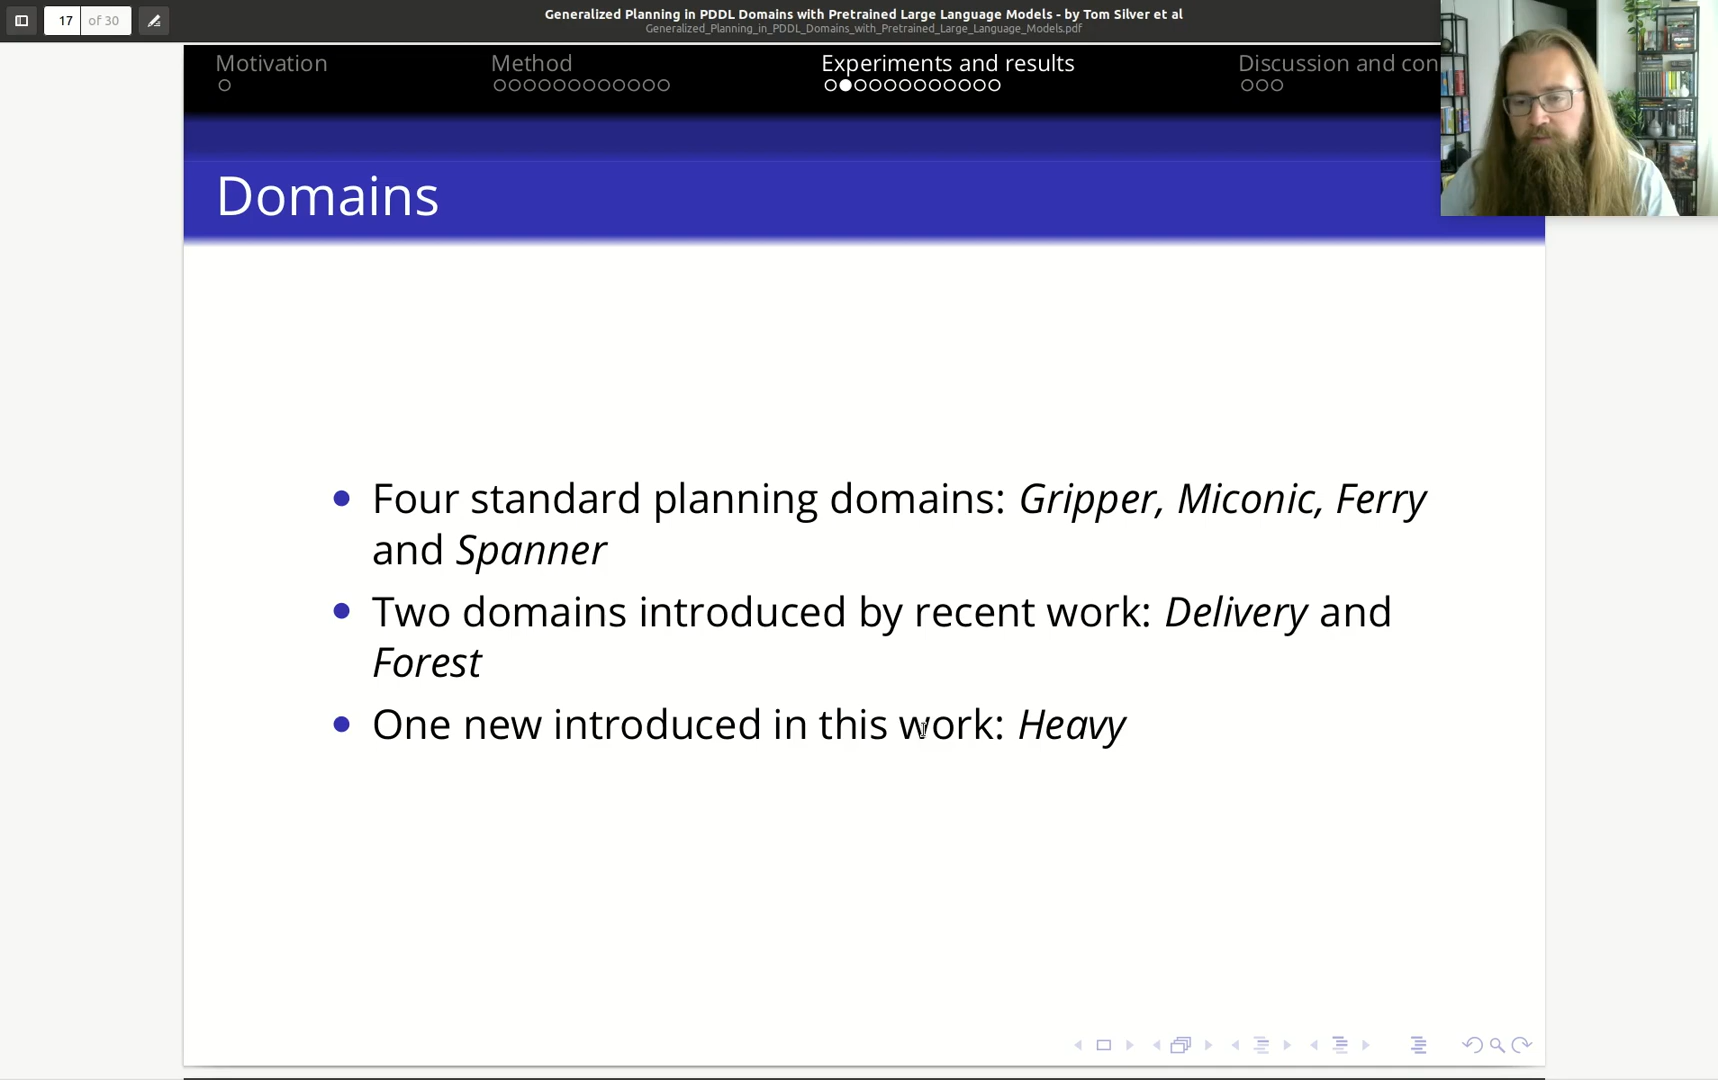 17 of 30
Generalized Planning in PDDL Domains with Pretrained Large Language Models - by Tom Silver et al
Generalized_Planning_in_PDDL_Domains_with_Pretrained_Large_Language_Models.pdf
Motivation Method Experiments and results Discussion and con
Domains
Four standard planning domains: Gripper, Miconic, Ferry
and Spanner
Two domains introduced by recent work: Delivery and
Forest
One new introduced in this work: Heavy